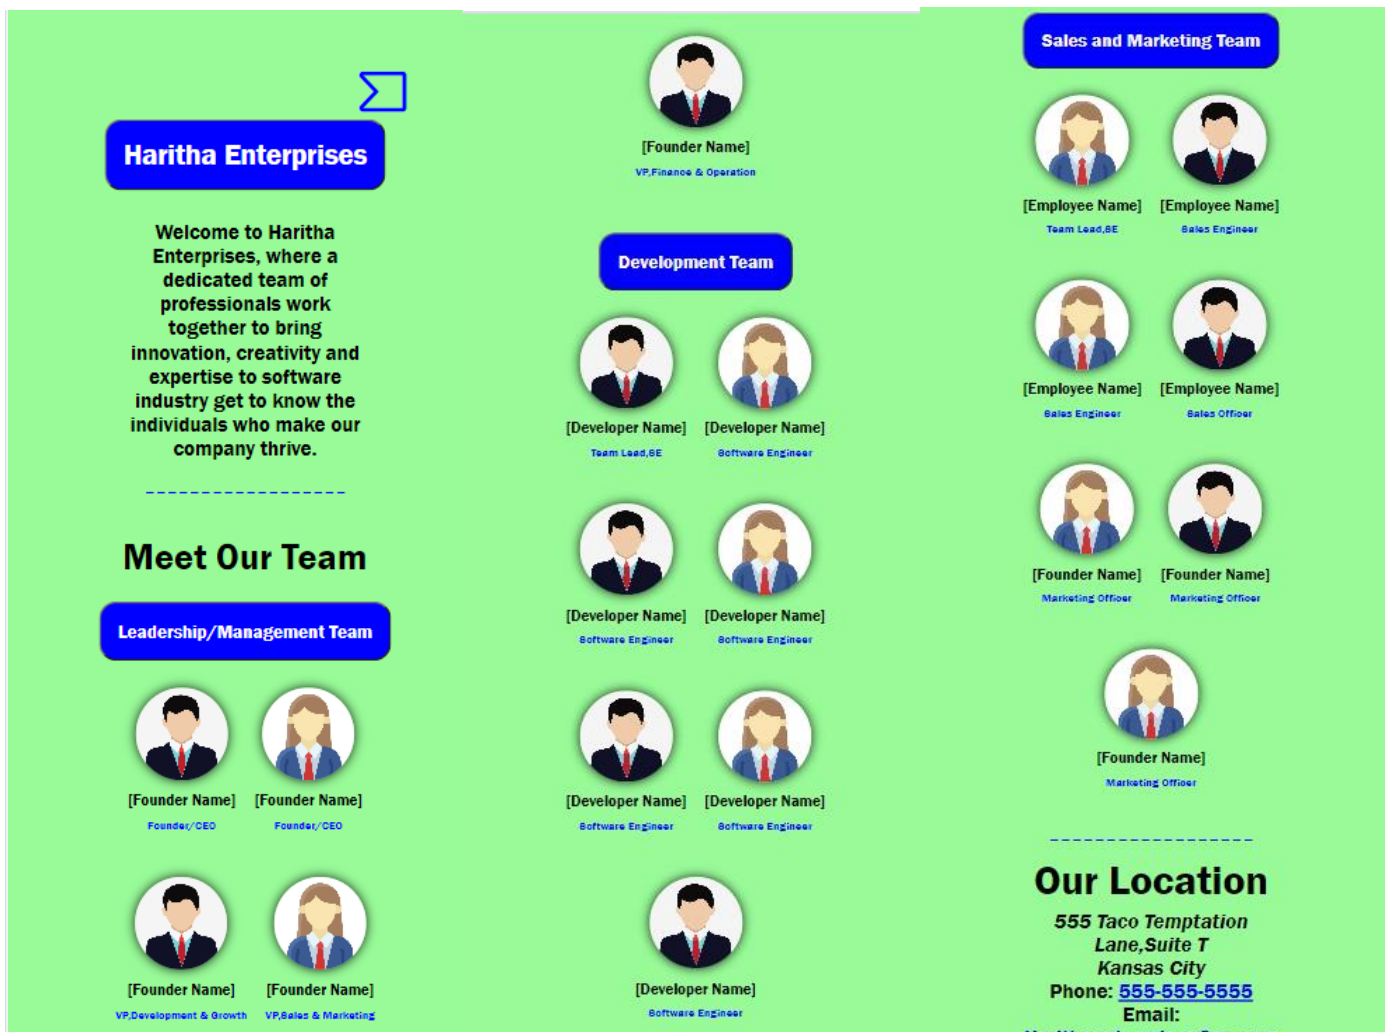 Haritha Enterprises
Welcome to Haritha
Enterprises, where a
dedicated team of
professionals work
together to bring
innovation, creativity and
expertise to software
industry get to know the
individuals who make our
company thrive.
Meet Our Team
Leadership/Management Team
[Founder Name] [Founder Name]
Founder/CEO Founder/CEO
[Founder Name] [Founder Name]
VP,Development & Growth VP,Sales & Marketing
[Founder Name]
VP,Finance & Operation
Development Team
[Developer Name] [Developer Name]
Team Lead,SE Software Engineer
[Developer Name] [Developer Name]
Software Engineer Software Engineer
[Developer Name] [Developer Name]
Software Engineer Software Engineer
[Developer Name]
Software Engineer
Sales and Marketing Team
[Employee Name] [Employee Name]
Team Lead,SE Sales Engineer
[Employee Name] [Employee Name]
Sales Engineer Sales Officer
[Founder Name] [Founder Name]
Marketing Officer Marketing Officer
[Founder Name]
Marketing Officer
Our Location
555 Taco Temptation
Lane,Suite T
Kansas City
Phone: 555-555-5555
Email: